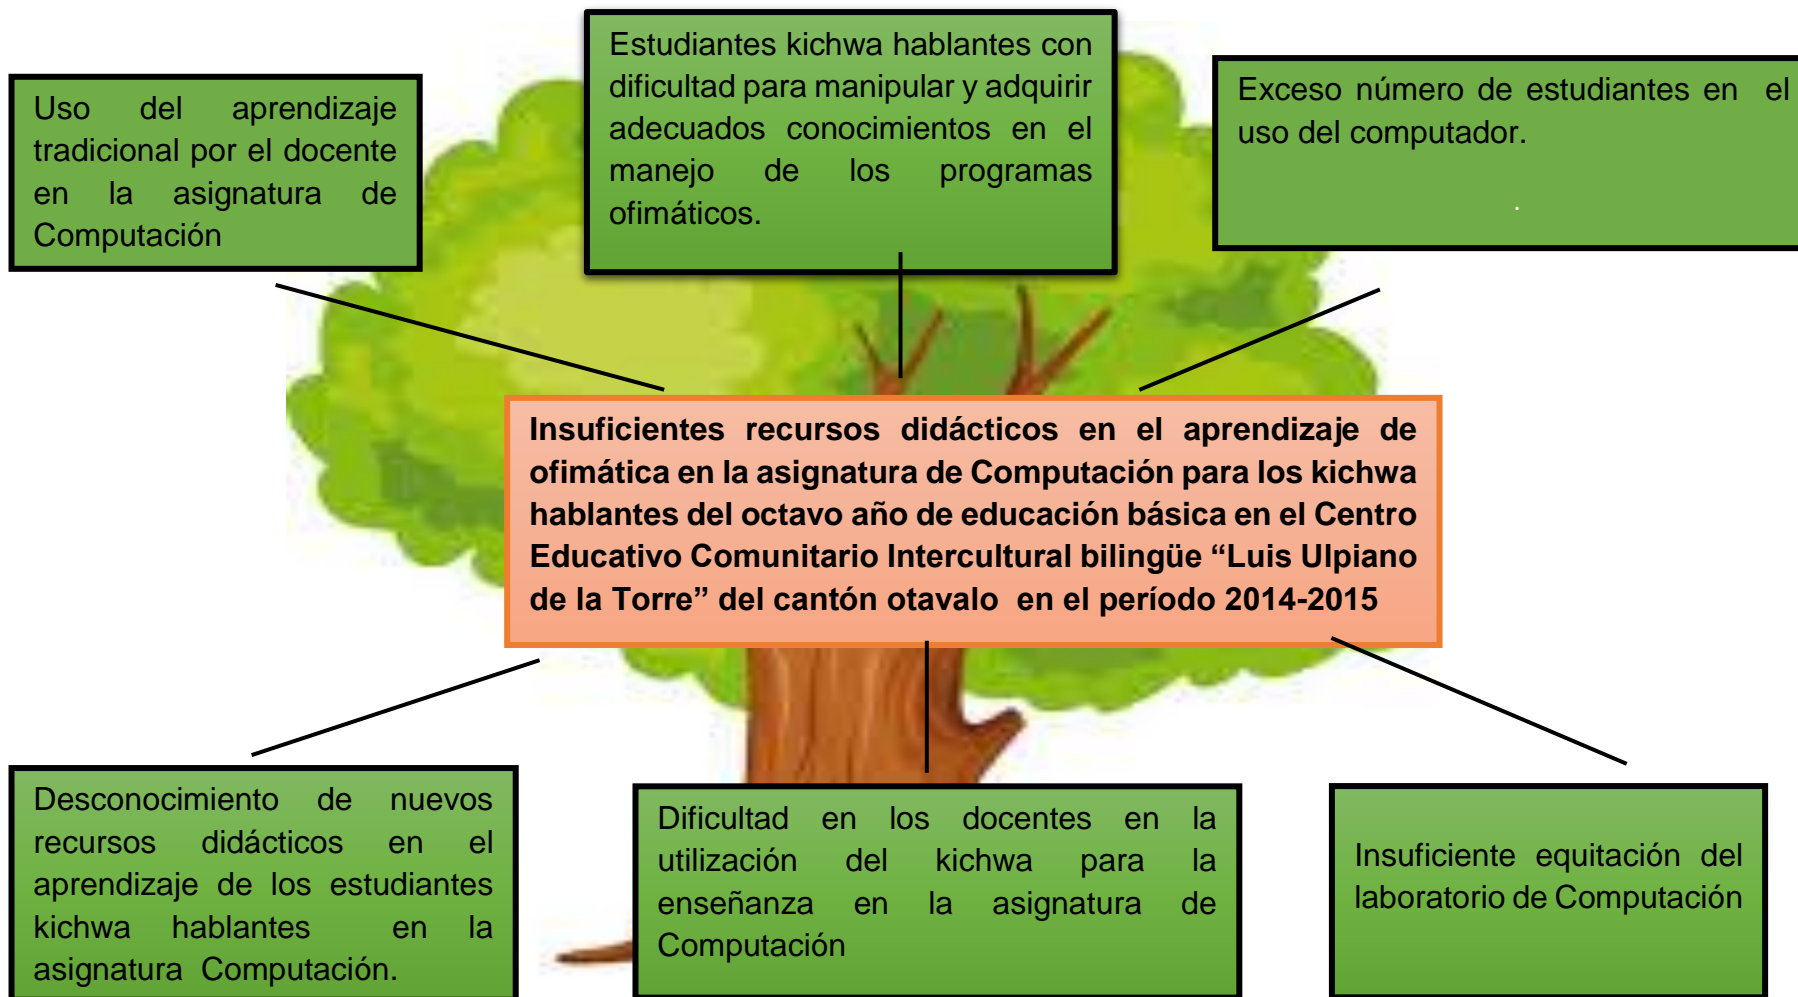 Uso del aprendizaje
tradicional por el docente
en la asignatura de
Computación
Estudiantes kichwa hablantes con
dificultad para manipular y adquirir
adecuados conocimientos en el
manejo de los programas
ofimáticos.
Exceso número de estudiantes en el
uso del computador.
.
Insuficientes recursos didácticos en el aprendizaje de
ofimática en la asignatura de Computación para los kichwa
hablantes del octavo año de educación básica en el Centro
Educativo Comunitario Intercultural bilingüe “Luis Ulpiano
de la Torre” del cantón otavalo en el período 2014-2015
Desconocimiento de nuevos
recursos didácticos en el
aprendizaje de los estudiantes
kichwa hablantes en la
asignatura Computación.
Dificultad en los docentes en la
utilización del kichwa para la
enseñanza en la asignatura de
Computación
Insuficiente equitación del
laboratorio de Computación